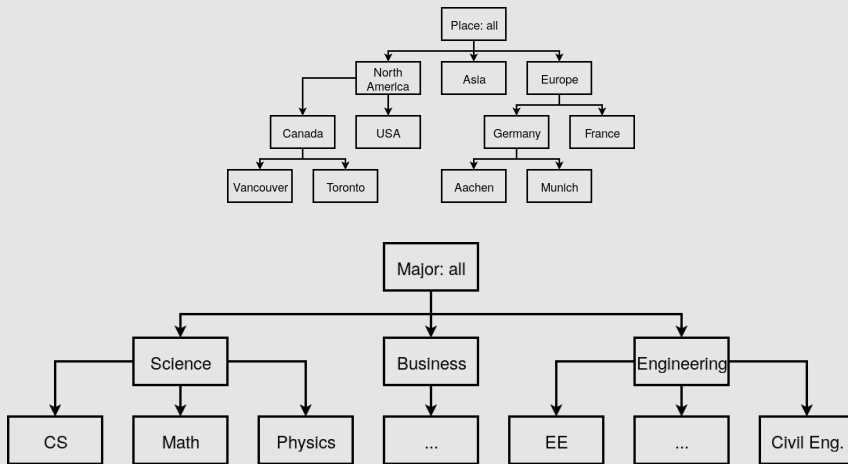 Place: all
North
America
Asia
Europe
Canada
USA
Germany
France
Vancouver
Toronto
Aachen
Munich
Major: all
Science
Business
Engineering
CS
Math
Physics
...
EE
...
Civil Eng.